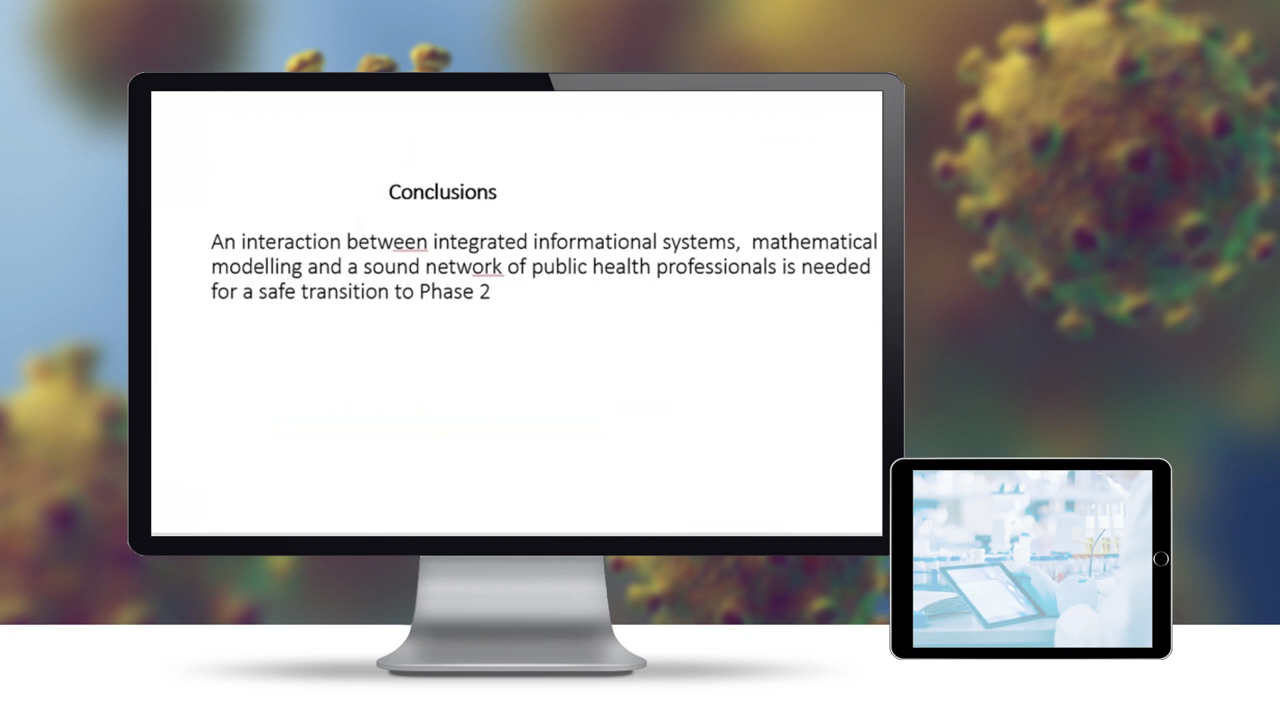 Conclusions
An interaction between integrated informational systems,  mathematical
modelling and a sound network of public health professionals is needed
for a safe transition to Phase 2